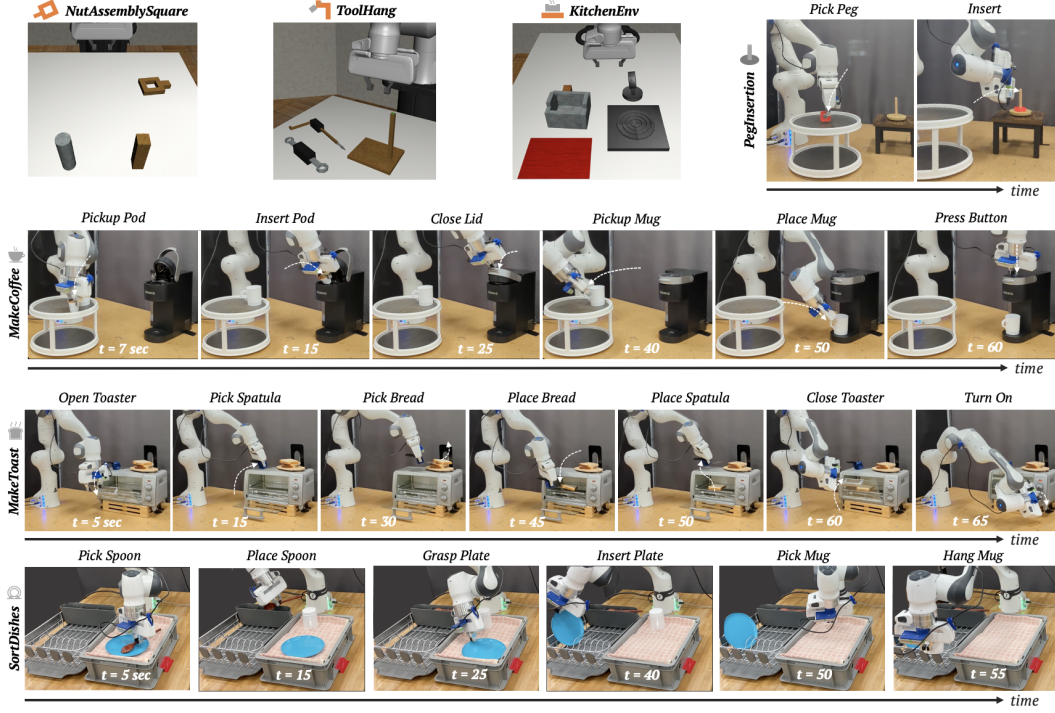 NutAssemblySquare
ToolHang
KitchenEnv
PegInsertion
Pick Peg
Insert
time
MakeCoffee
Pickup Pod
Insert Pod
Close Lid
Pickup Mug
Place Mug
Press Button
t = 7 sec
t = 15
t = 25
t = 40
t = 50
t = 60
time
MakeToast
Open Toaster
Pick Spatula
Pick Bread
Place Bread
Place Spatula
Close Toaster
Turn On
t = 5 sec
t = 15
t = 30
t = 45
t = 50
t = 60
t = 65
time
SortDishes
Pick Spoon
Place Spoon
Grasp Plate
Insert Plate
Pick Mug
Hang Mug
t = 5 sec
t = 15
t = 25
t = 40
t = 50
t = 55
time